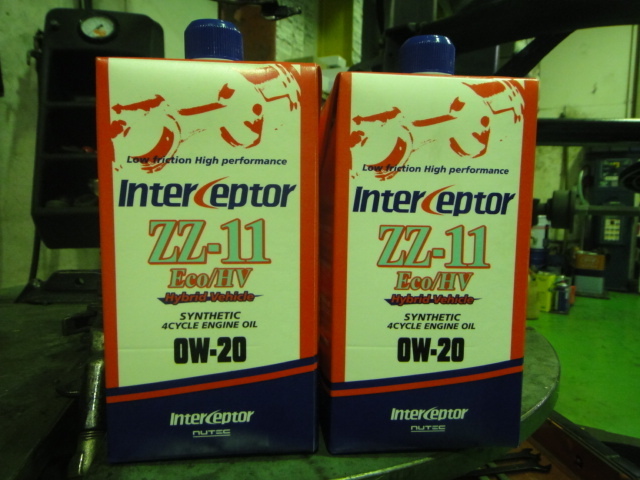 Low friction High performance
Interceptor
ZZ-11
Eco/HV
Hybrid Vehicle
SYNTHETIC
4CYCLE ENGINE OIL
0W-20
Interceptor
NUTEC
Low friction High performance
Interceptor
ZZ-11
Eco/HV
Hybrid Vehicle
SYNTHETIC
4CYCLE ENGINE OIL
0W-20
Interceptor
NUTEC